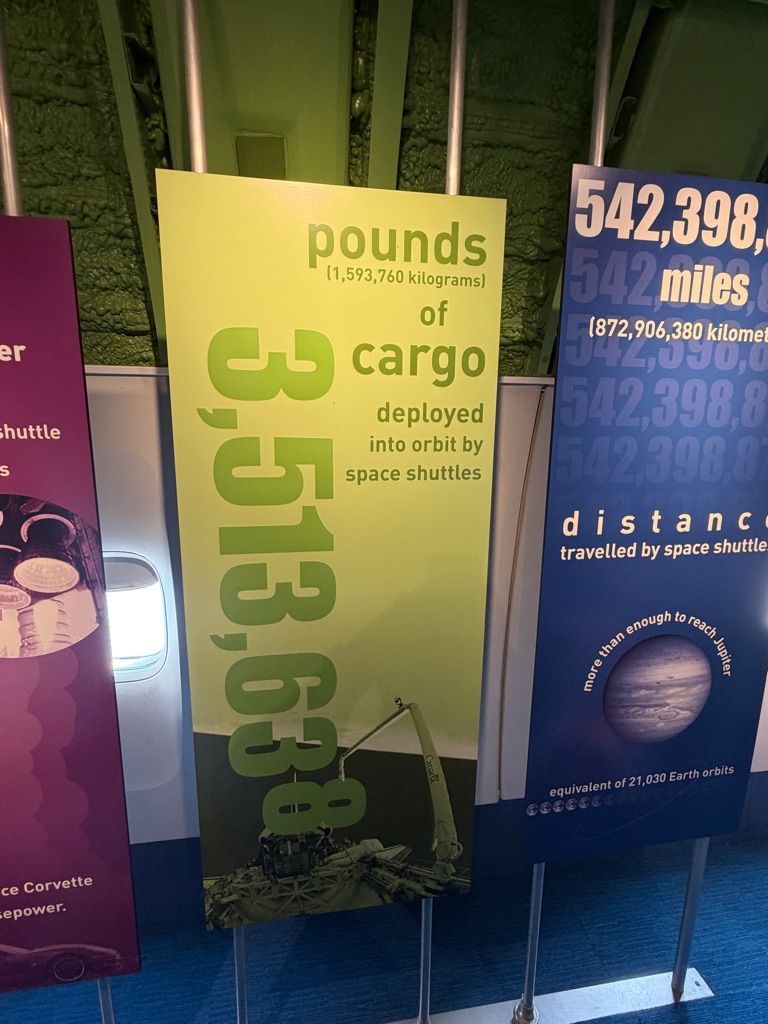 er
shuttle
s
ce Corvette
sepower.
pounds
(1,593,760 kilograms)
of
cargo
deployed
into orbit by
space shuttles
3,513,638
Canada
542,398,
miles
(872,906,380 kilomet
distance
travelled by space shuttle
more than enough to reach Jupiter
equivalent of 21,030 Earth orbits